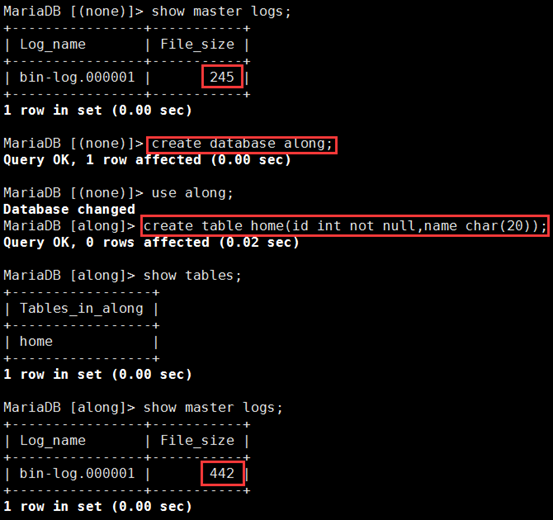 MariaDB [(none)]> show master logs;
+----------------+-----------+
| Log_name       | File_size |
+----------------+-----------+
| bin-log.000001 |       245 |
+----------------+-----------+
1 row in set (0.00 sec)
MariaDB [(none)]> create database along;
Query OK, 1 row affected (0.00 sec)
MariaDB [(none)]> use along;
Database changed
MariaDB [along]> create table home(id int not null,name char(20));
Query OK, 0 rows affected (0.02 sec)
MariaDB [along]> show tables;
+-----------------+
| Tables_in_along |
+-----------------+
| home            |
+-----------------+
1 row in set (0.00 sec)
MariaDB [along]> show master logs;
+----------------+-----------+
| Log_name       | File_size |
+----------------+-----------+
| bin-log.000001 |       442 |
+----------------+-----------+
1 row in set (0.00 sec)